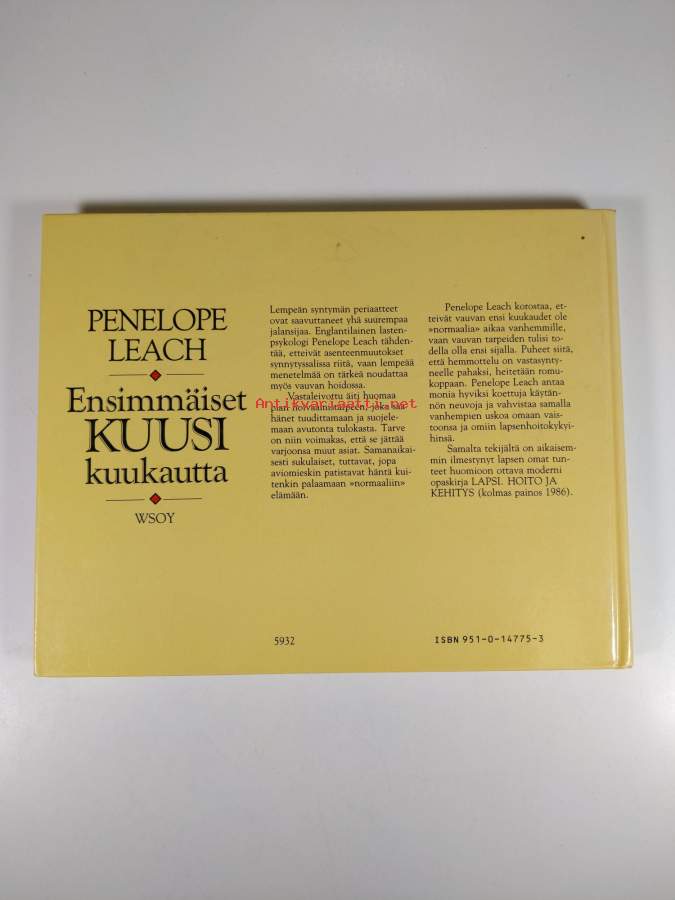 PENELOPE
LEACH
Ensimmäiset
KUUSI
kuukautta
WSOY
Lempeän syntymän periaatteet
ovat saavuttaneet yhä suurempaa
jalansijaa. Englantilainen lasten-
psykologi Penelope Leach tähden-
tää, etteivät asenteenmuutokset
synnytyssalissa riitä, vaan lempeää
menetelmää on tärkeä noudattaa
myös vauvan hoidossa.
Vastaleivottu äiti huomaa
pian hoivaamistarpeen, joka saa
hänet tuudittamaan ja suojele-
maan avutonta tulokasta. Tarve
on niin voimakas, että se jättää
varjoonsa muut asiat. Samanaikai-
sesti sukulaiset, tuttavat, jopa
aviomieskin patistavat häntä kui-
tenkin palaamaan »normaaliin»
elämään.
Penelope Leach korostaa, et-
teivät vauvan ensi kuukaudet ole
»normaalia» aikaa vanhemmille,
vaan vauvan tarpeiden tulisi to-
della olla ensi sijalla. Puheet siitä,
että hemmottelu on vastasynty-
neelle pahaksi, heitetään romu-
koppaan. Penelope Leach antaa
monia hyviksi koettuja käytän-
nön neuvoja ja vahvistaa samalla
vanhempien uskoa omaan vais-
toonsa ja omiin lapsenhoitokykyi-
hinsä.
Samalta tekijältä on aikaisem-
min ilmestynyt lapsen omat tun-
teet huomioon ottava moderni
opaskirja LAPSI. HOITO JA
KEHITYS (kolmas painos 1986).
Antikvariaatti.net
5932
ISBN 951-0-14775-3